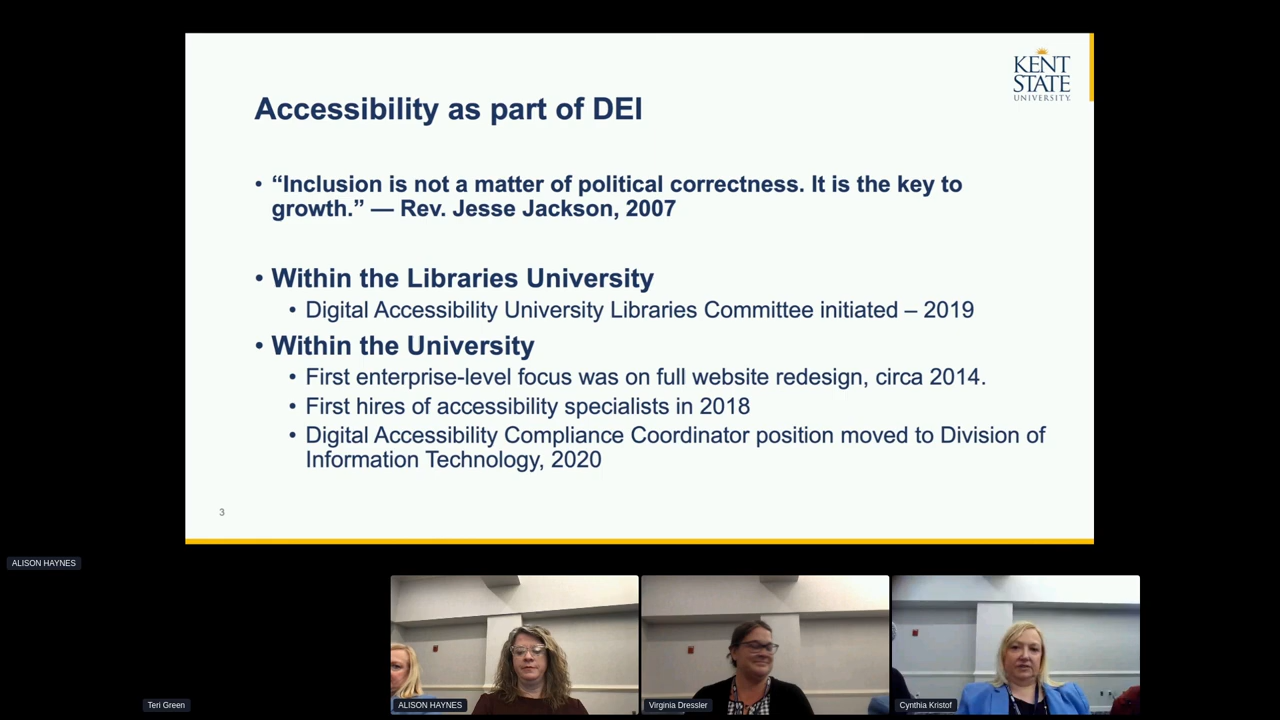 KENT
STATE
UNIVERSITY.
Accessibility as part of DEI
• “Inclusion is not a matter of political correctness. It is the key to
growth.” — Rev. Jesse Jackson, 2007
• Within the Libraries University
• Digital Accessibility University Libraries Committee initiated – 2019
• Within the University
• First enterprise-level focus was on full website redesign, circa 2014.
• First hires of accessibility specialists in 2018
• Digital Accessibility Compliance Coordinator position moved to Division of
Information Technology, 2020
3
ALISON HAYNES
Teri Green
ALISON HAYNES
Virginia Dressler
Cynthia Kristof